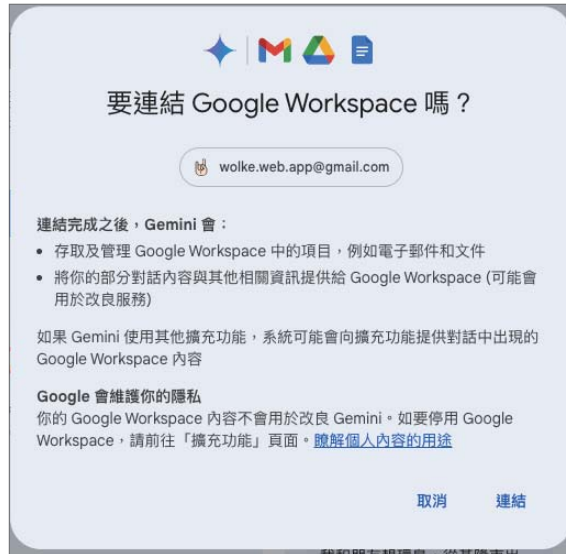 要連結 Google Workspace 嗎？
wolke.web.app@gmail.com
連結完成之後，Gemini 會：
• 存取及管理 Google Workspace 中的項目，例如電子郵件和文件
• 將你的部分對話內容與其他相關資訊提供給 Google Workspace (可能會
用於改良服務)
如果 Gemini 使用其他擴充功能，系統可能會向擴充功能提供對話中出現的
Google Workspace 內容
Google 會維護你的隱私
你的 Google Workspace 內容不會用於改良 Gemini。如要停用 Google
Workspace，請前往「擴充功能」頁面。瞭解個人內容的用途
取消 連結